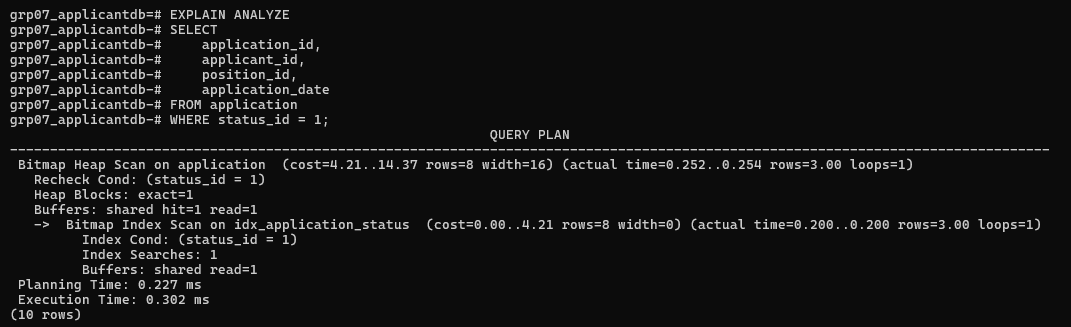 grp07_applicantdb=# EXPLAIN ANALYZE
grp07_applicantdb-# SELECT
grp07_applicantdb-#     application_id,
grp07_applicantdb-#     applicant_id,
grp07_applicantdb-#     position_id,
grp07_applicantdb-#     application_date
grp07_applicantdb-# FROM application
grp07_applicantdb-# WHERE status_id = 1;
                                                            QUERY PLAN
----------------------------------------------------------------------------------------------------------------------------------
 Bitmap Heap Scan on application  (cost=4.21..14.37 rows=8 width=16) (actual time=0.252..0.254 rows=3.00 loops=1)
   Recheck Cond: (status_id = 1)
   Heap Blocks: exact=1
   Buffers: shared hit=1 read=1
   ->  Bitmap Index Scan on idx_application_status  (cost=0.00..4.21 rows=8 width=0) (actual time=0.200..0.200 rows=3.00 loops=1)
         Index Cond: (status_id = 1)
         Index Searches: 1
         Buffers: shared read=1
 Planning Time: 0.227 ms
 Execution Time: 0.302 ms
(10 rows)